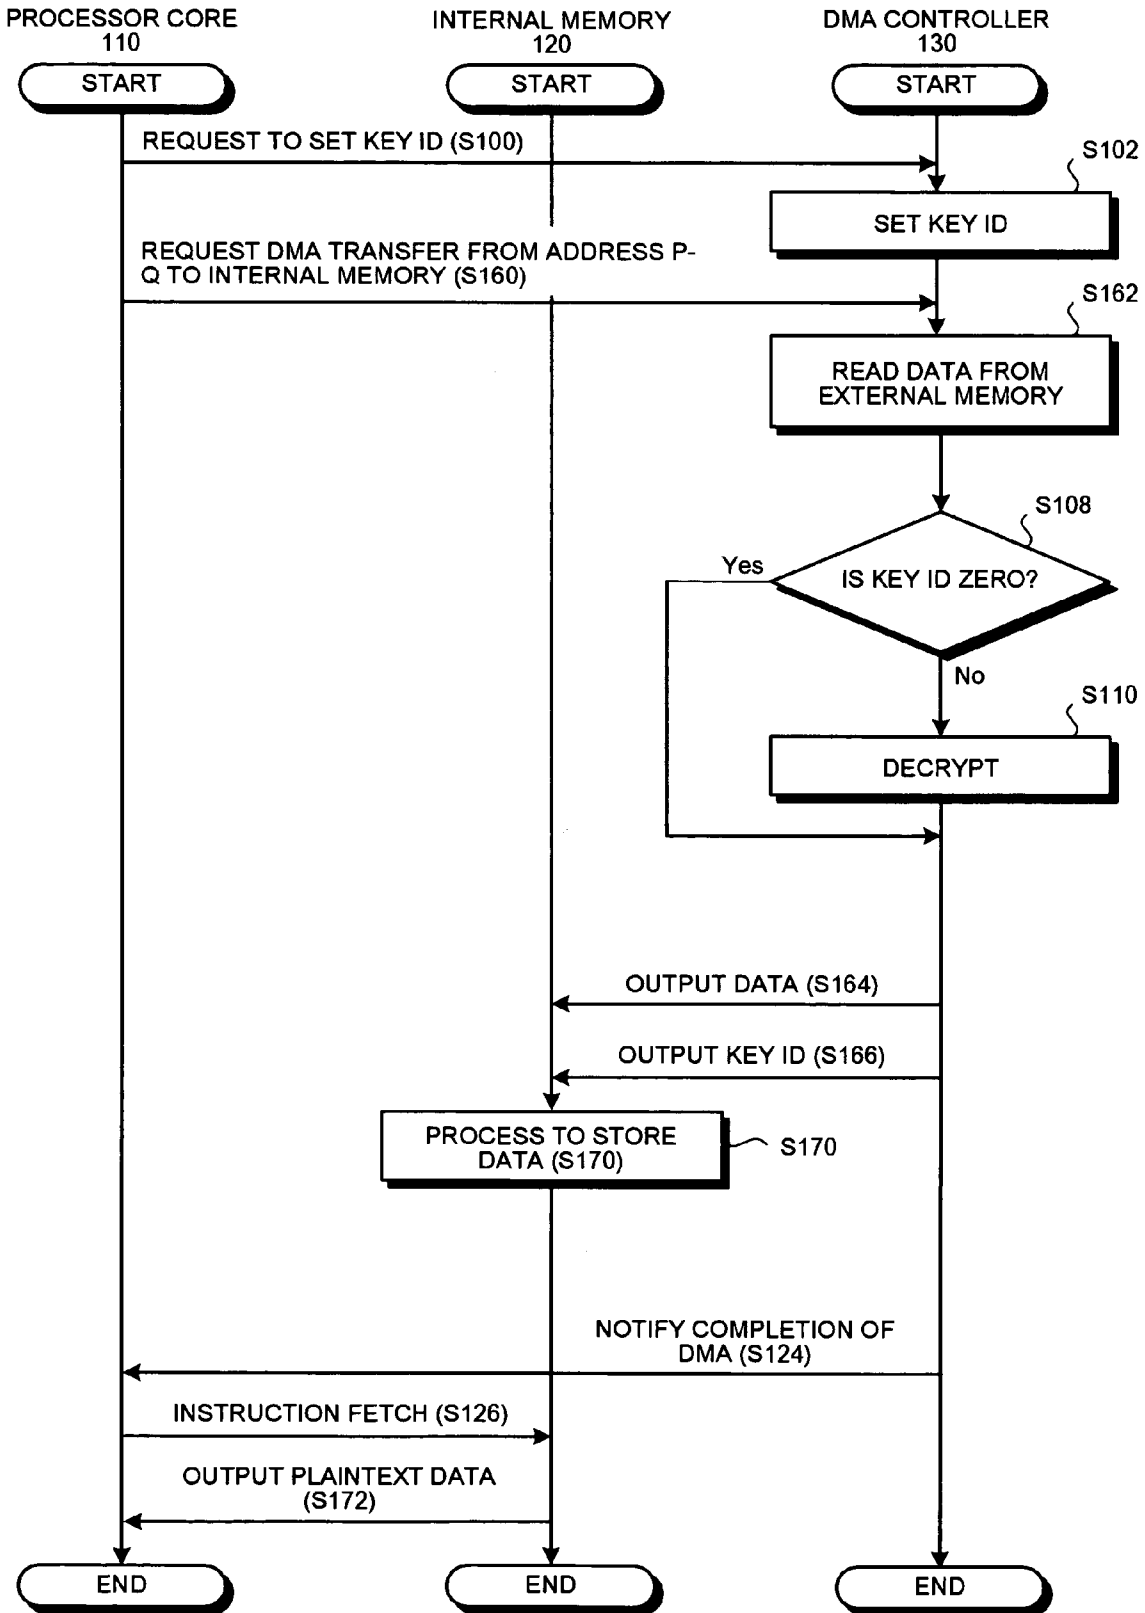 PROCESSOR CORE
110
INTERNAL MEMORY
120
DMA CONTROLLER
130
START
START
START
REQUEST TO SET KEY ID (S100)
S102
SET KEY ID
REQUEST DMA TRANSFER FROM ADDRESS P-
Q TO INTERNAL MEMORY (S160)
S162
READ DATA FROM
EXTERNAL MEMORY
S108
Yes
IS KEY ID ZERO?
No
S110
DECRYPT
OUTPUT DATA (S164)
OUTPUT KEY ID (S166)
PROCESS TO STORE
DATA (S170)
S170
NOTIFY COMPLETION OF
DMA (S124)
INSTRUCTION FETCH (S126)
OUTPUT PLAINTEXT DATA
(S172)
END
END
END